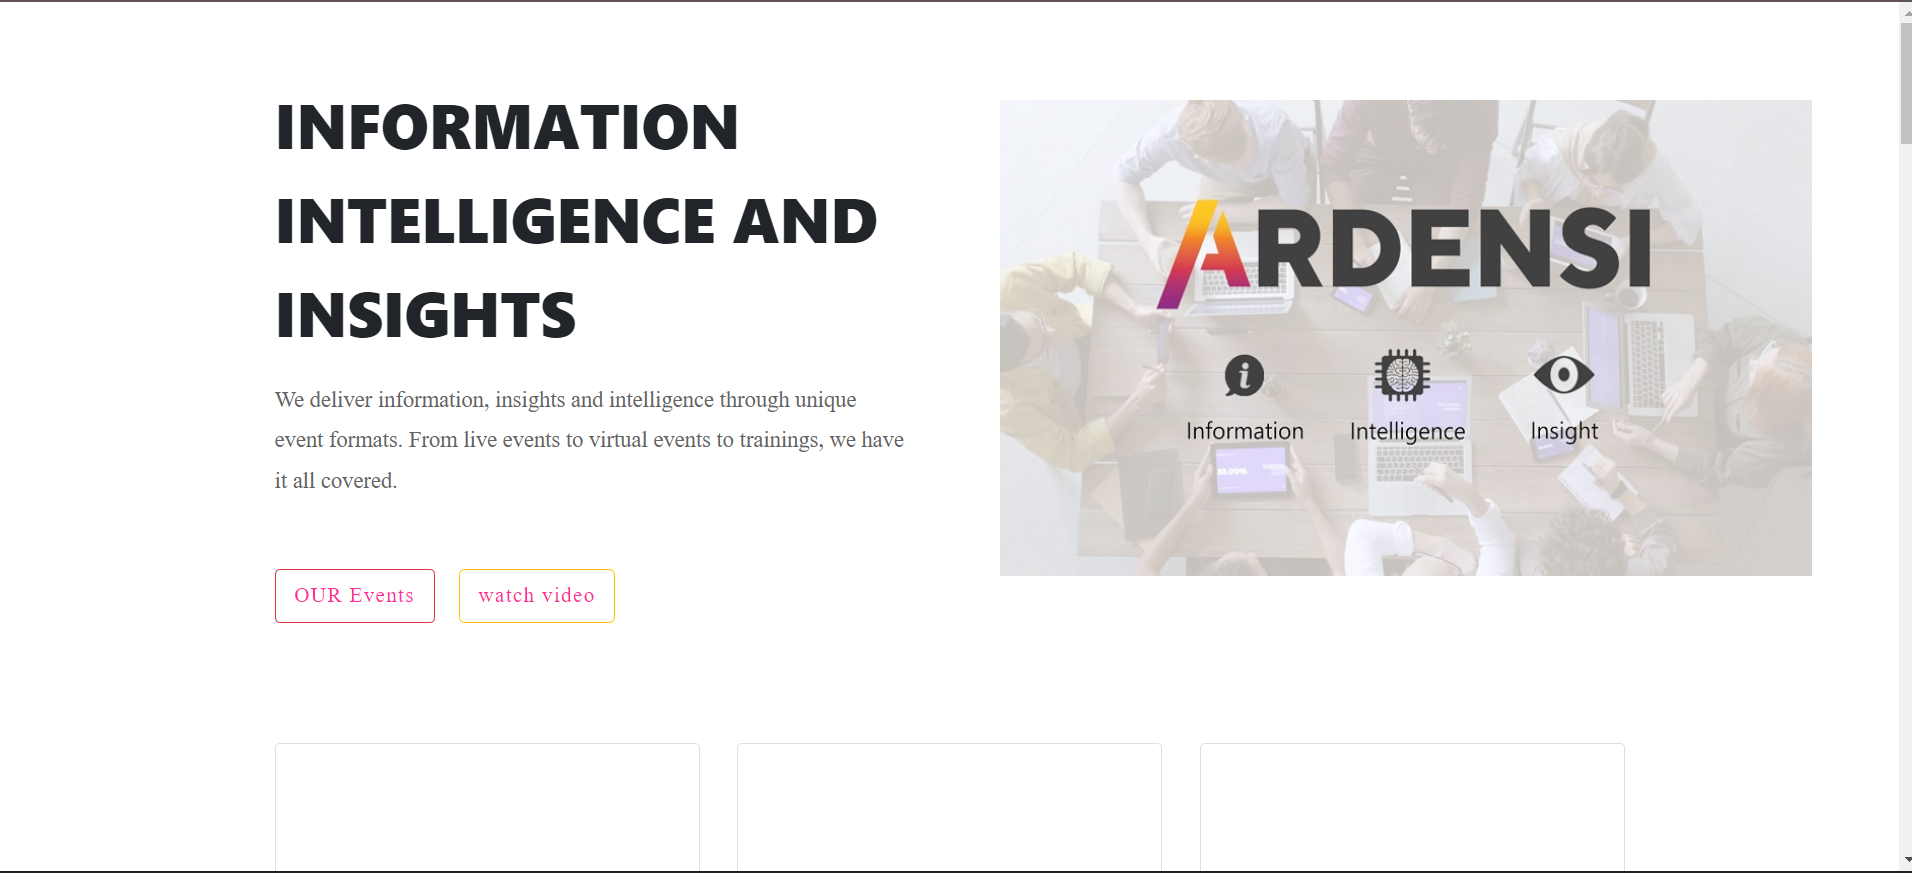 INFORMATION
INTELLIGENCE AND
INSIGHTS
We deliver information, insights and intelligence through unique
event formats. From live events to virtual events to trainings, we have
it all covered.
OUR Events
watch video
ARDENSI
Information
Intelligence
Insight